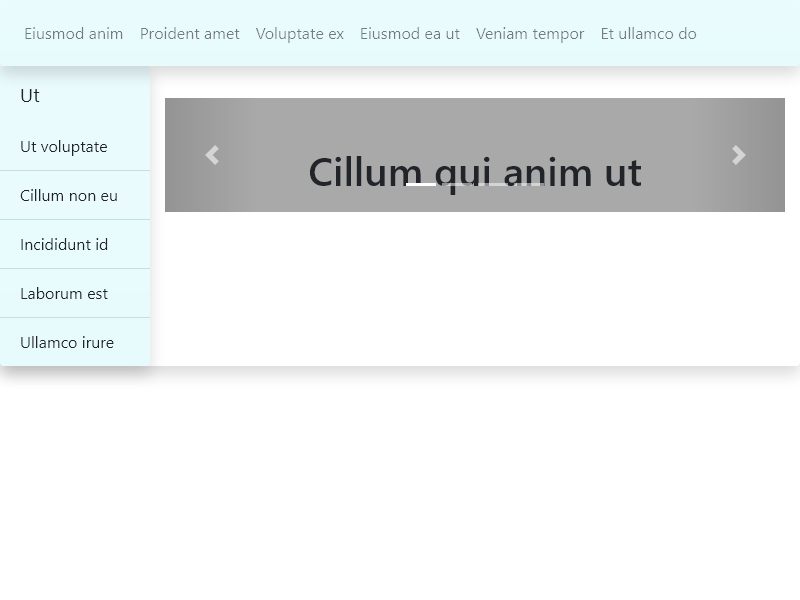 Eiusmod anim Proident amet Voluptate ex Eiusmod ea ut Veniam tempor Et ullamco do
Ut
Ut voluptate
Cillum non eu
Incididunt id
Laborum est
Ullamco irure
Cillum qui anim ut